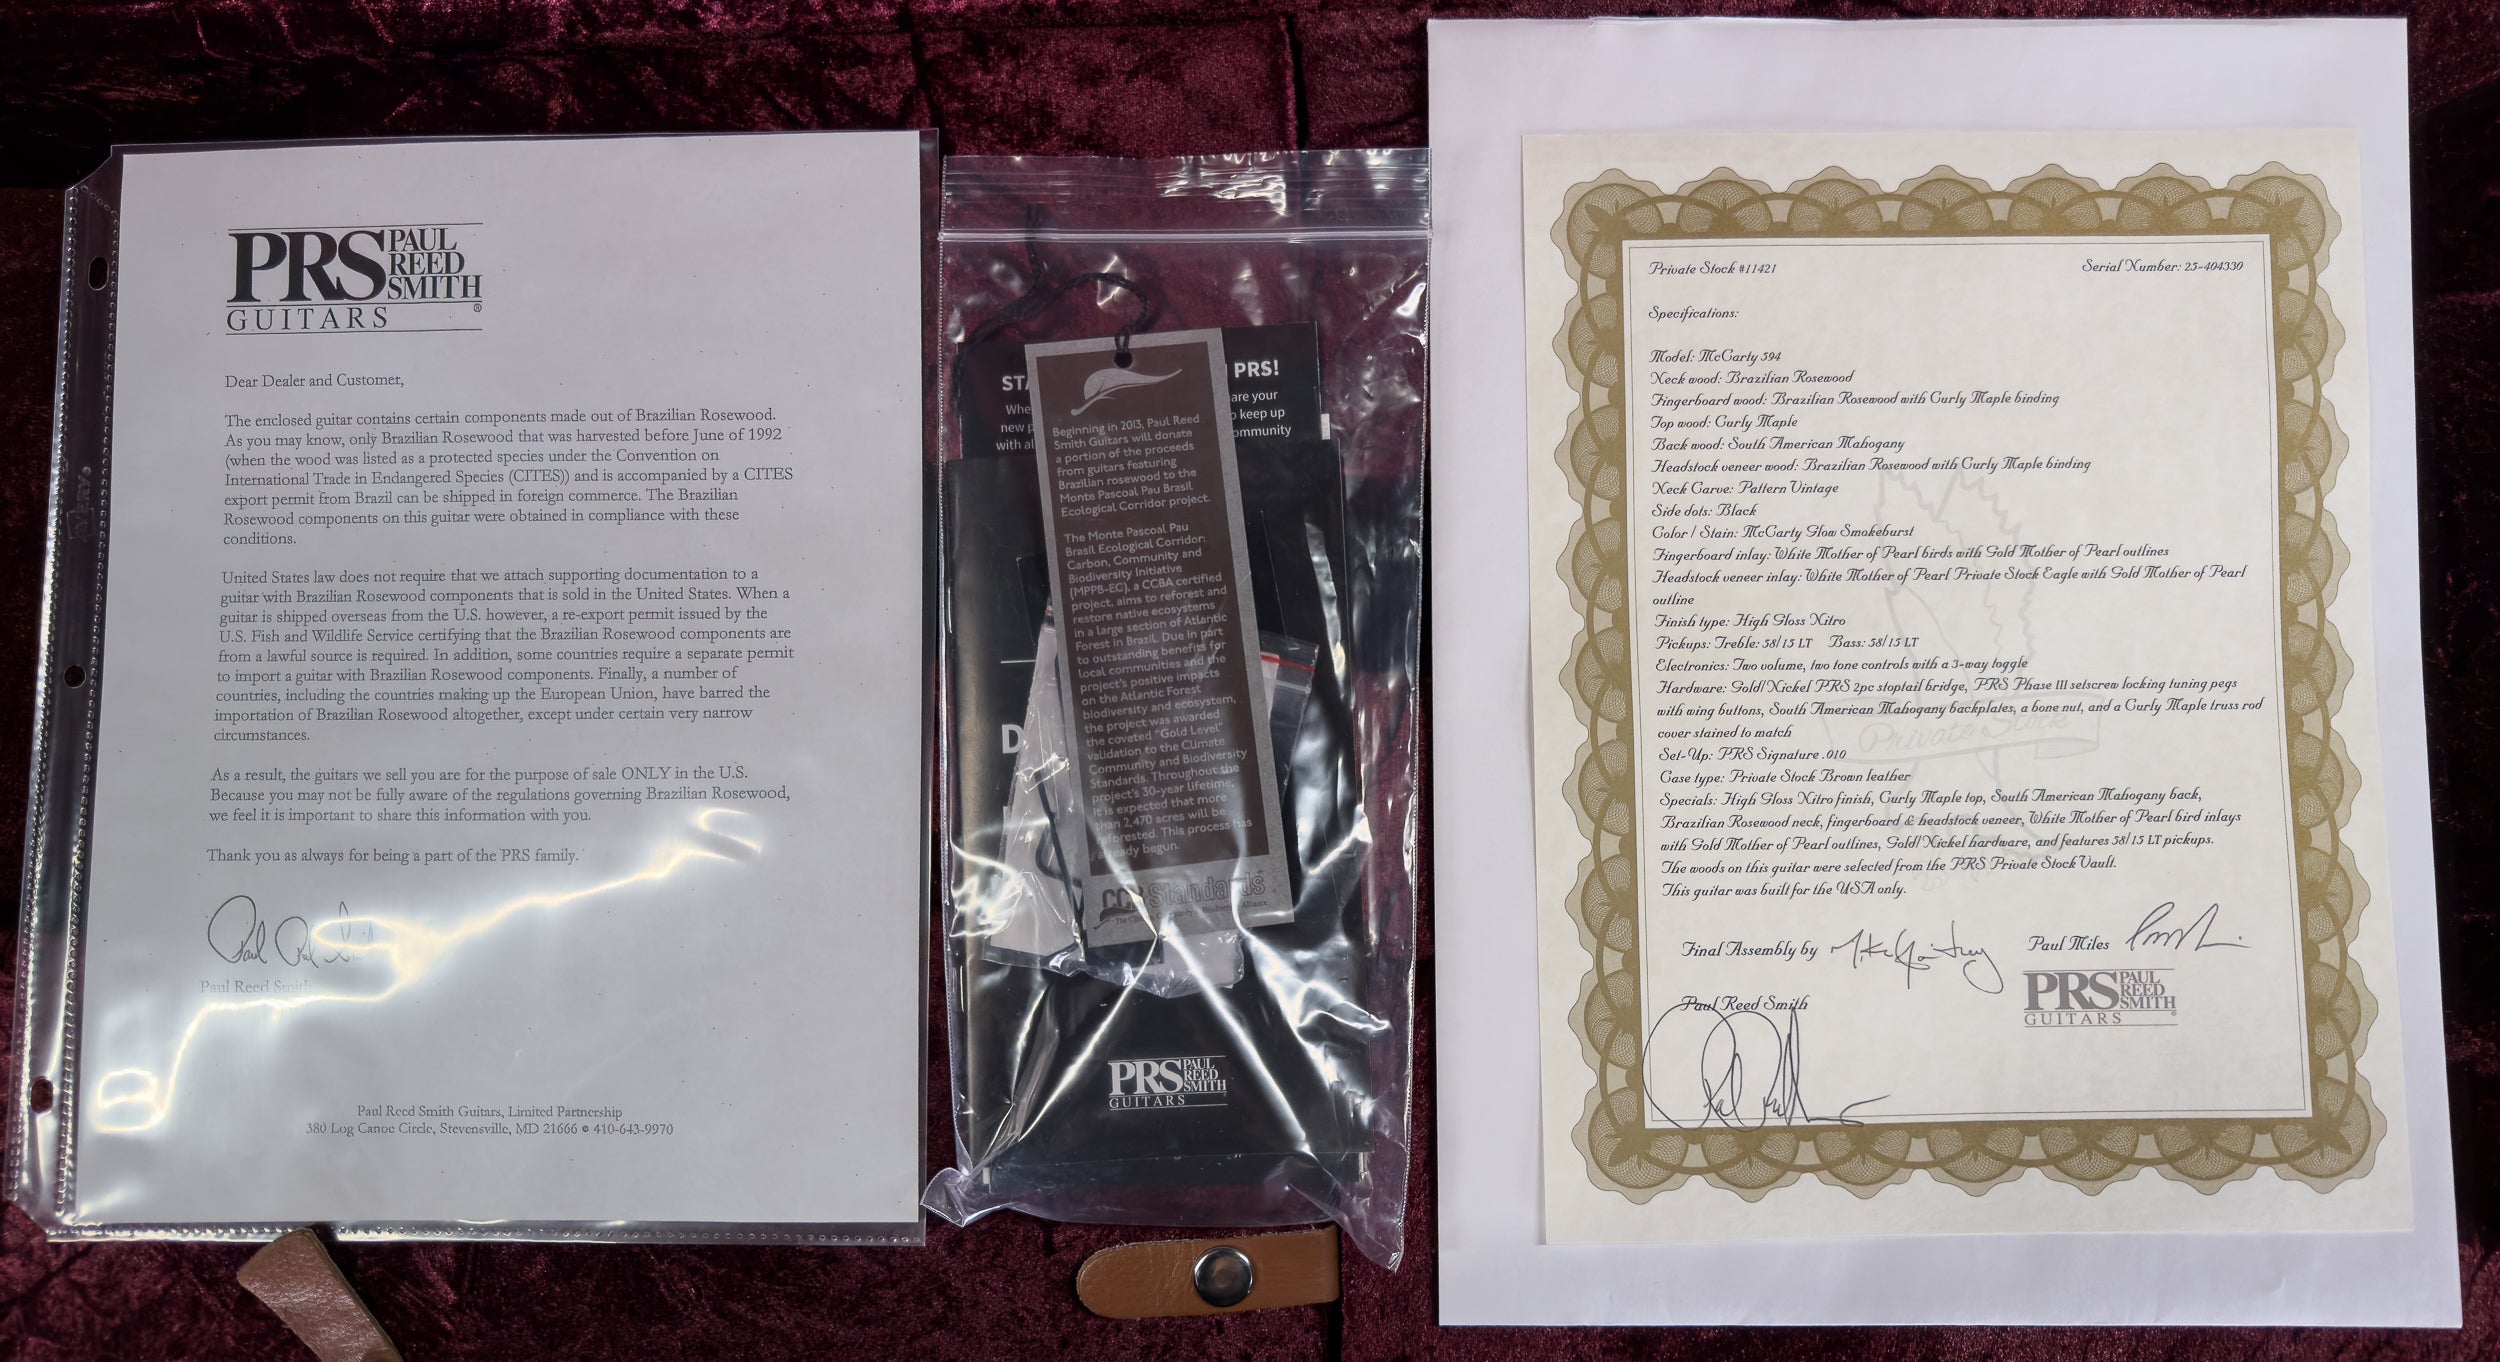 PRS PAUL
REED
SMITH
GUITARS ®
Dear Dealer and Customer,
The enclosed guitar contains certain components made out of Brazilian Rosewood.
As you may know, only Brazilian Rosewood that was harvested before June of 1992
(when the wood was listed as a protected species under the Convention on
International Trade in Endangered Species (CITES)) and is accompanied by a CITES
export permit from Brazil can be shipped in foreign commerce. The Brazilian
Rosewood components on this guitar were obtained in compliance with these
conditions.
United States law does not require that we attach supporting documentation to a
guitar with Brazilian Rosewood components that is sold in the United States. When a
guitar is shipped overseas from the U.S. however, a re-export permit issued by the
U.S. Fish and Wildlife Service certifying that the Brazilian Rosewood components are
from a lawful source is required. In addition, some countries require a separate permit
to import a guitar with Brazilian Rosewood components. Finally, a number of
countries, including the countries making up the European Union, have barred the
importation of Brazilian Rosewood altogether, except under certain very narrow
circumstances.
As a result, the guitars we sell you are for the purpose of sale ONLY in the U.S.
Because you may not be fully aware of the regulations governing Brazilian Rosewood,
we feel it is important to share this information with you.
Thank you as always for being a part of the PRS family.
Paul Reed Smith
Paul Reed Smith Guitars, Limited Partnership
380 Log Canoe Circle, Stevensville, MD 21666 • 410-643-9970
PRS!
are your
keep up
Beginning in 2013, Paul Reed
Smith Guitars will donate
a portion of the proceeds
from guitars featuring
Brazilian rosewood to the
Monte Pascoal Pau Brasil
Ecological Corridor project.
The Monte Pascoal Pau
Brasil Ecological Corridor:
Carbon, Community and
Biodiversity Initiative
(MPPB-EC), a CCBA certified
project, aims to reforest and
restore native ecosystems
in a large section of Atlantic
Forest in Brazil. Due in part
to outstanding benefits for
local communities and the
project's positive impacts
on the Atlantic Forest
biodiversity and ecosystem,
the project was awarded
the coveted "Gold Level"
validation to the Climate
Community and Biodiversity
Standards. Throughout the
project's 30-year lifetime,
it is expected that more
than 2,470 acres will be
reforested. This process has
already begun.
CCB Standards
PRS PAUL
REED
SMITH
GUITARS
Private Stock #11421
Serial Number: 25-404330
Specifications:
Model: McCarty 594
Neck wood: Brazilian Rosewood
Fingerboard wood: Brazilian Rosewood with Curly Maple binding
Top wood: Curly Maple
Back wood: South American Mahogany
Headstock veneer wood: Brazilian Rosewood with Curly Maple binding
Neck Carve: Pattern Vintage
Side dots: Black
Color / Stain: McCarty Glow Smokeburst
Fingerboard inlay: White Mother of Pearl birds with Gold Mother of Pearl outlines
Headstock veneer inlay: White Mother of Pearl Private Stock Eagle with Gold Mother of Pearl
outline
Finish type: High Gloss Nitro
Pickups: Treble: 58/15 LT Bass: 58/15 LT
Electronics: Two volume, two tone controls with a 3-way toggle
Hardware: Gold/Nickel PRS 2pc stoptail bridge, PRS Phase III setscrew locking tuning pegs
with wing buttons, South American Mahogany backplates, a bone nut, and a Curly Maple truss rod
cover stained to match
Private Stock
Set-Up: PRS Signature .010
Case type: Private Stock Brown leather
Specials: High Gloss Nitro finish, Curly Maple top, South American Mahogany back,
Brazilian Rosewood neck, fingerboard & headstock veneer, White Mother of Pearl bird inlays
with Gold Mother of Pearl outlines, Gold/Nickel hardware, and features 58/15 LT pickups.
The woods on this guitar were selected from the PRS Private Stock Vault.
This guitar was built for the USA only.
Final Assembly by
Paul Miles
Paul Reed Smith
PRS PAUL
REED
SMITH
GUITARS